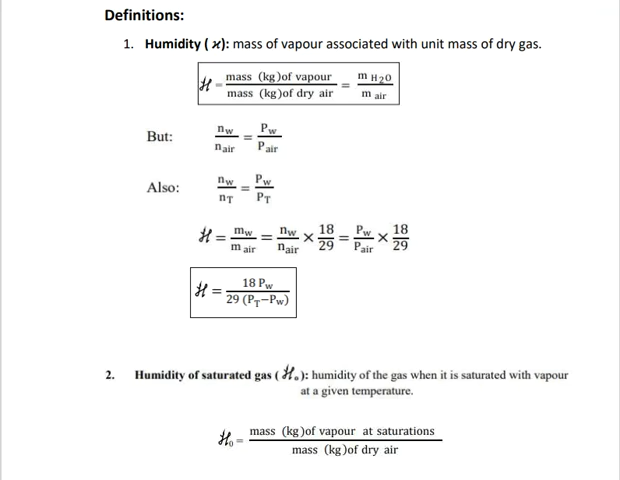 Definitions:
1. Humidity ( ϰ): mass of vapour associated with unit mass of dry gas.
ℋ = mass (kg)of vapour / mass (kg)of dry air = m H2O / m air
But: nw / nair = Pw / Pair
Also: nw / nT = Pw / PT
ℋ = mw / m air = nw / nair × 18 / 29 = Pw / Pair × 18 / 29
ℋ = 18 Pw / 29 (PT−Pw)
2. Humidity of saturated gas ( ℋ₀): humidity of the gas when it is saturated with vapour
at a given temperature.
ℋ₀ = mass (kg)of vapour at saturations / mass (kg)of dry air